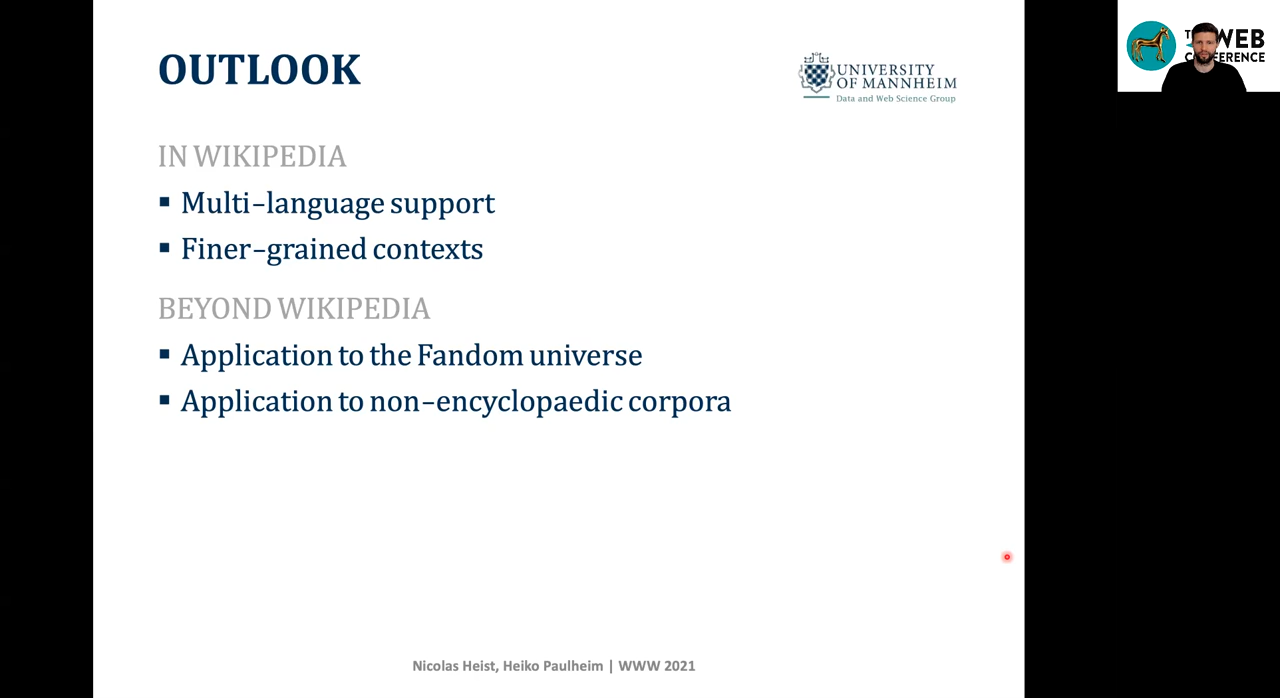 OUTLOOK
UNIVERSITY
OF MANNHEIM
Data and Web Science Group
IN WIKIPEDIA
▪ Multi–language support
▪ Finer–grained contexts
BEYOND WIKIPEDIA
▪ Application to the Fandom universe
▪ Application to non–encyclopaedic corpora
Nicolas Heist, Heiko Paulheim | WWW 2021
WEB